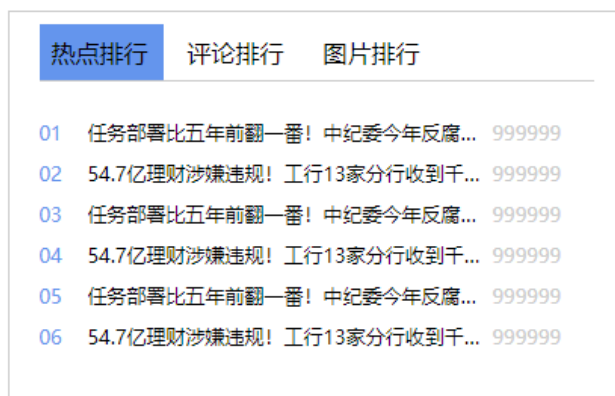 热点排行 评论排行 图片排行
01 任务部署比五年前翻一番！中纪委今年反腐... 999999
02 54.7亿理财涉嫌违规！工行13家分行收到千... 999999
03 任务部署比五年前翻一番！中纪委今年反腐... 999999
04 54.7亿理财涉嫌违规！工行13家分行收到千... 999999
05 任务部署比五年前翻一番！中纪委今年反腐... 999999
06 54.7亿理财涉嫌违规！工行13家分行收到千... 999999